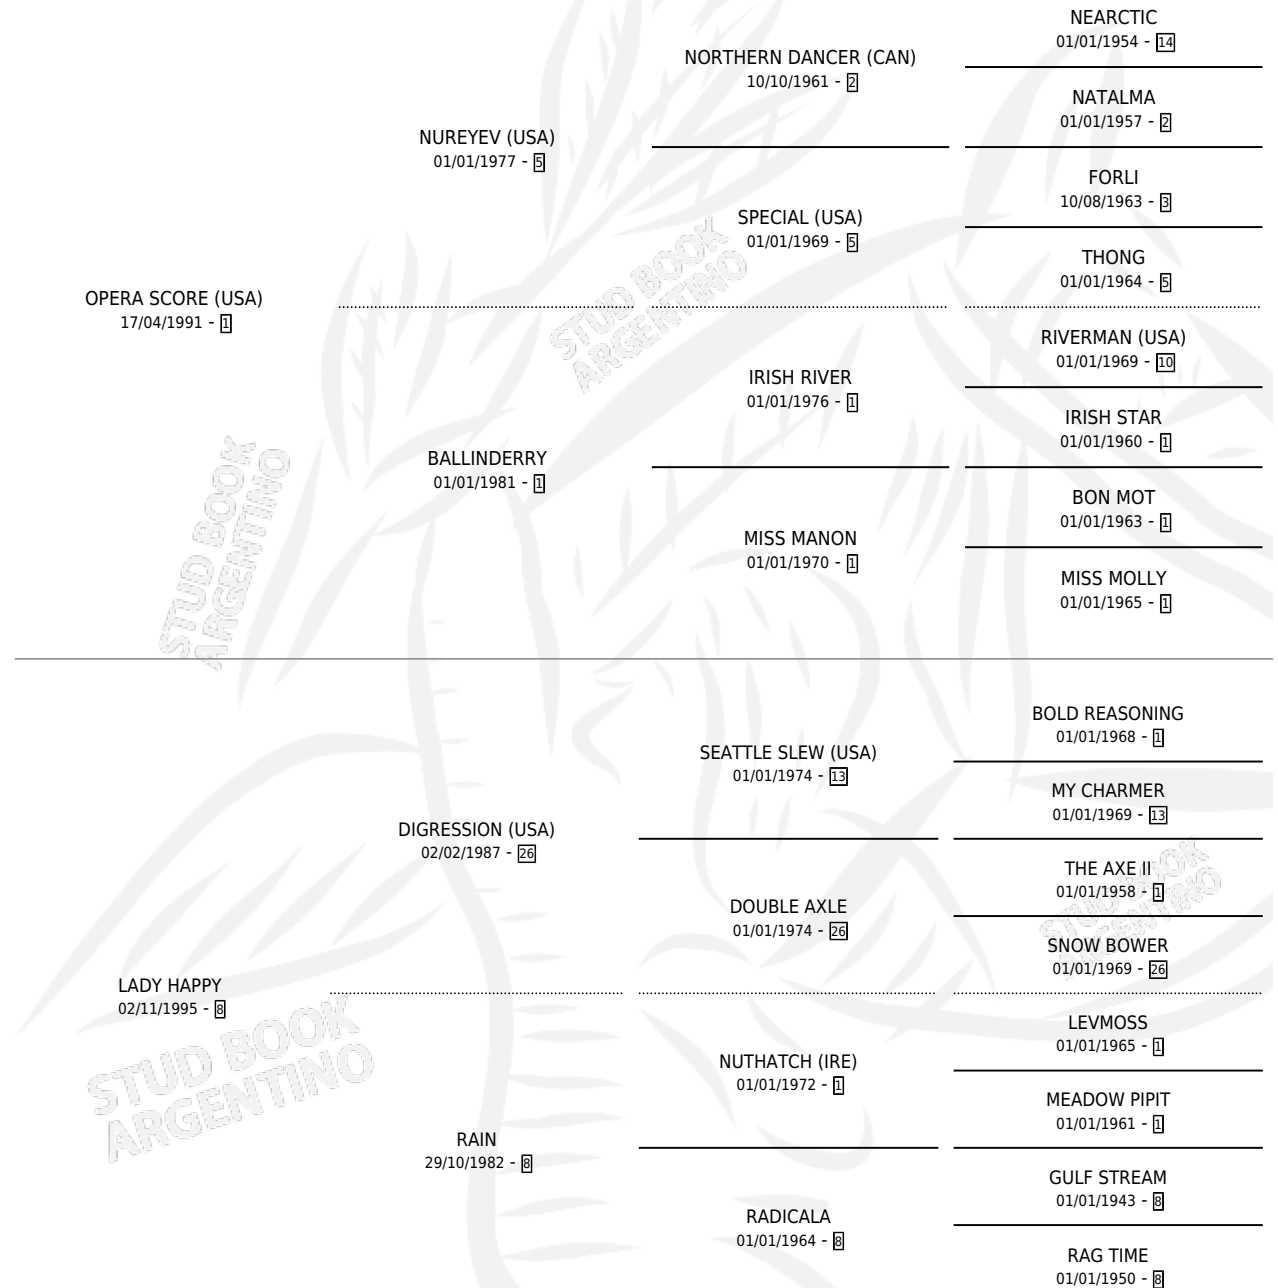 NEARCTIC
01/01/1954 - 14
NORTHERN DANCER (CAN)
10/10/1961 - 2
NATALMA
01/01/1957 - 2
NUREYEV (USA)
01/01/1977 - 5
FORLI
10/08/1963 - 3
SPECIAL (USA)
01/01/1969 - 5
THONG
01/01/1964 - 5
OPERA SCORE (USA)
17/04/1991 - 1
RIVERMAN (USA)
01/01/1969 - 10
IRISH RIVER
01/01/1976 - 1
IRISH STAR
01/01/1960 - 1
BALLINDERRY
01/01/1981 - 1
BON MOT
01/01/1963 - 1
MISS MANON
01/01/1970 - 1
MISS MOLLY
01/01/1965 - 1
BOLD REASONING
01/01/1968 - 1
SEATTLE SLEW (USA)
01/01/1974 - 13
MY CHARMER
01/01/1969 - 13
DIGRESSION (USA)
02/02/1987 - 26
THE AXE II
01/01/1958 - 1
DOUBLE AXLE
01/01/1974 - 26
SNOW BOWER
01/01/1969 - 26
LADY HAPPY
02/11/1995 - 8
LEVMOSS
01/01/1965 - 1
NUTHATCH (IRE)
01/01/1972 - 1
MEADOW PIPIT
01/01/1961 - 1
RAIN
29/10/1982 - 8
GULF STREAM
01/01/1943 - 8
RADICALA
01/01/1964 - 8
RAG TIME
01/01/1950 - 8
STUD BOOK
ARGENTINO
STUD BOOK
ARGENTINO
STUD BOOK
ARGENTINO
STUD BOOK
ARGENTINO